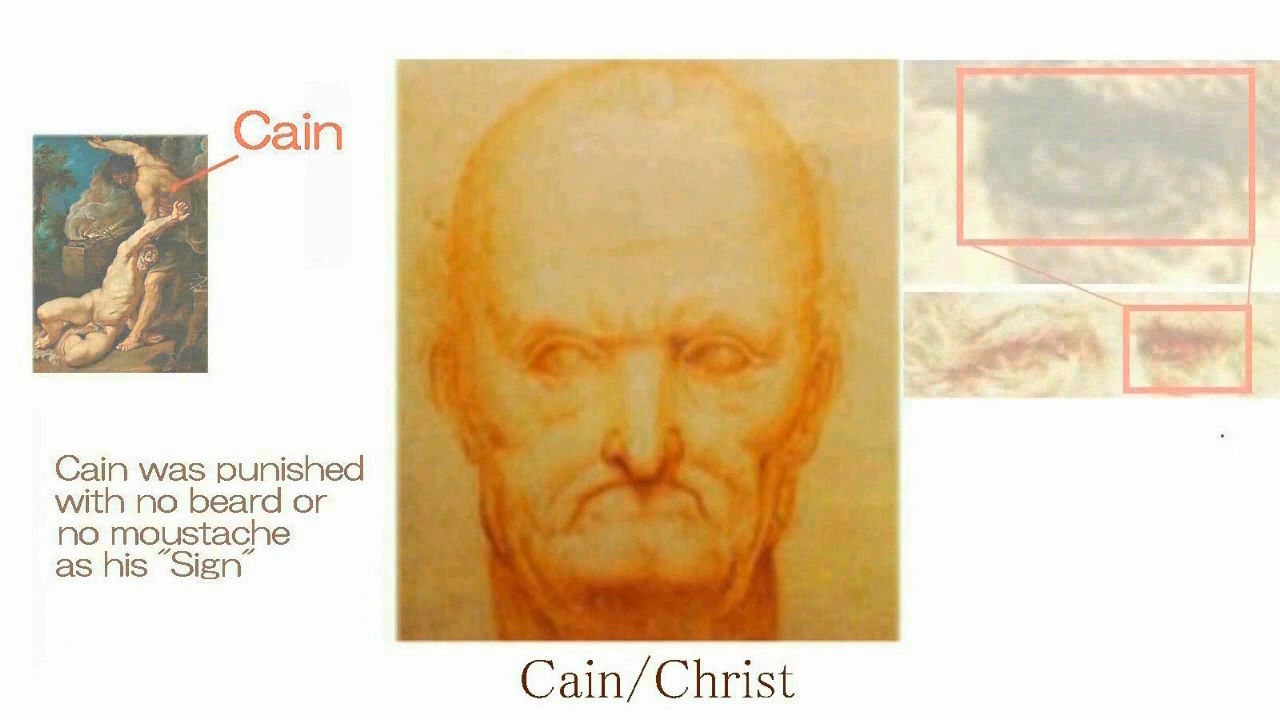 Cain
Cain was punished
with no beard or
no moustache
as his "Sign"
Cain/Christ